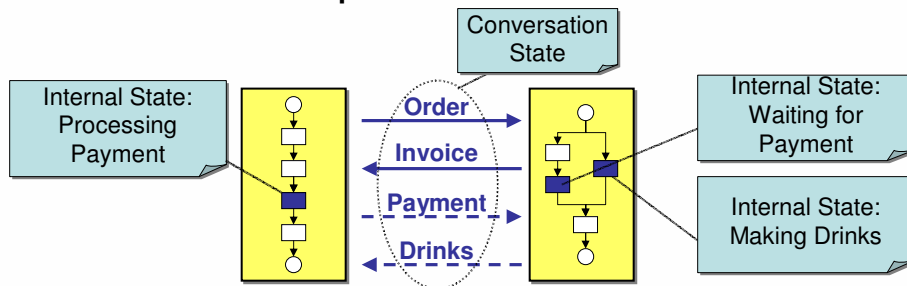 Conversation
State
Internal State:
Processing
Payment
Order
Invoice
Payment
Drinks
Internal State:
Waiting for
Payment
Internal State:
Making Drinks